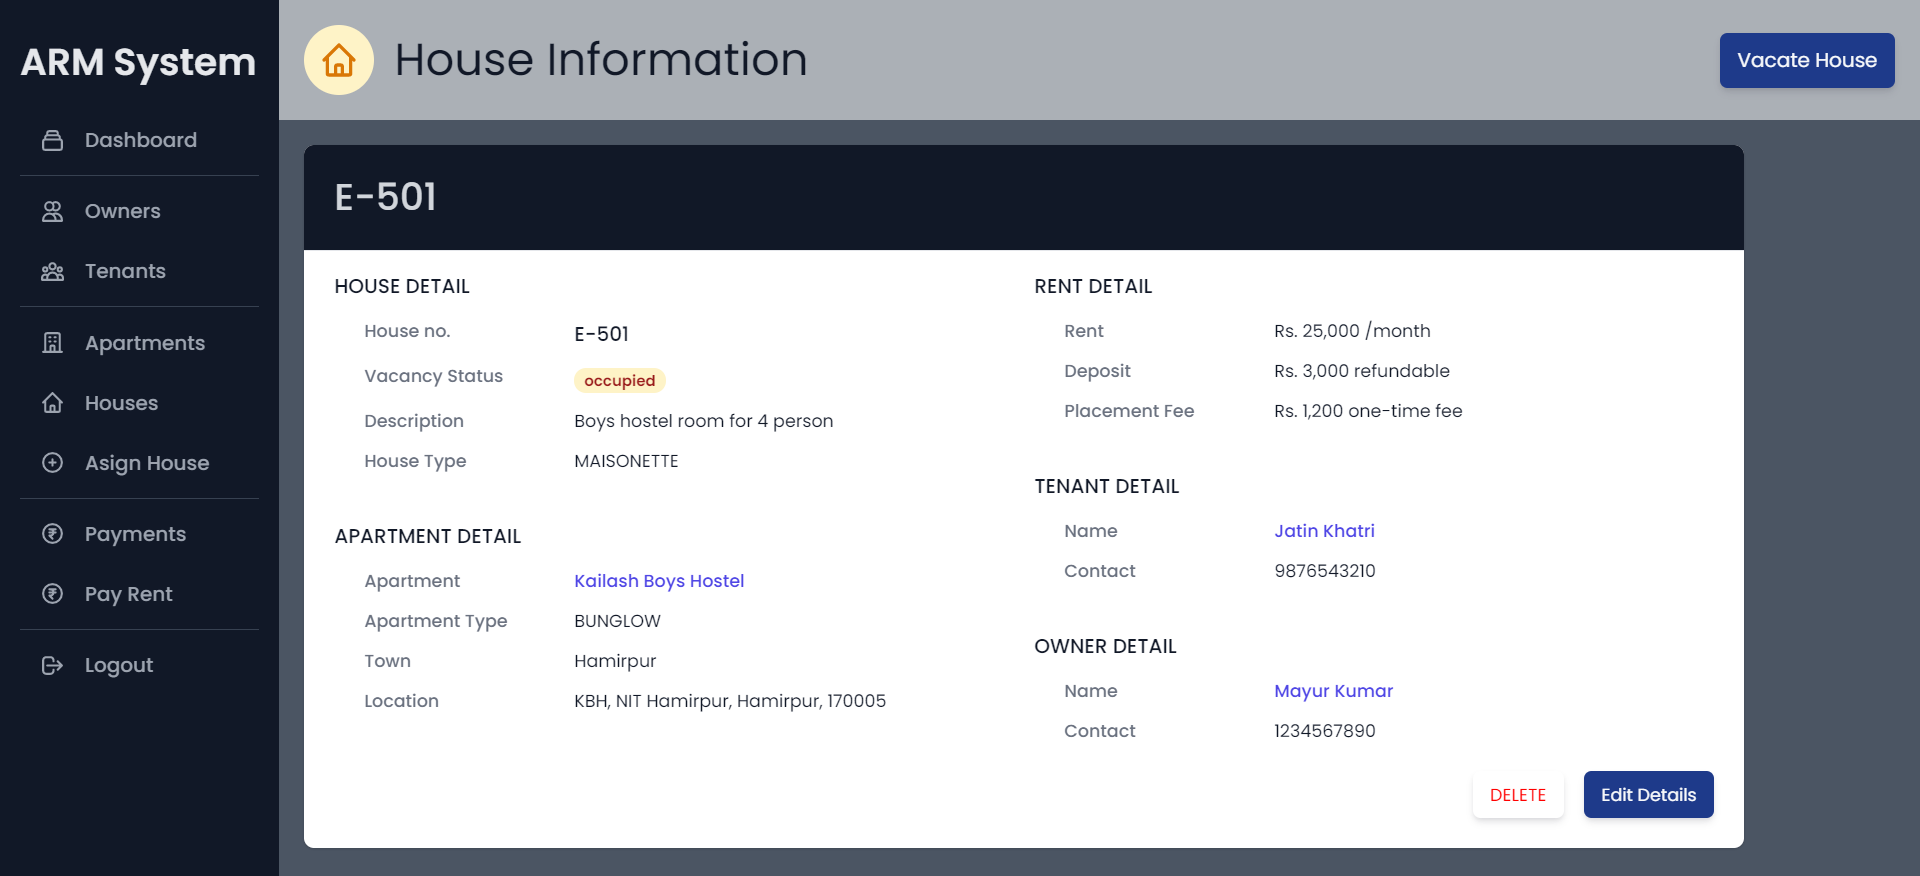 ARM System
Dashboard
Owners
Tenants
Apartments
Houses
Asign House
Payments
Pay Rent
Logout
House Information
Vacate House
E-501
HOUSE DETAIL
House no. E-501
Vacancy Status occupied
Description Boys hostel room for 4 person
House Type MAISONETTE
APARTMENT DETAIL
Apartment Kailash Boys Hostel
Apartment Type BUNGLOW
Town Hamirpur
Location KBH, NIT Hamirpur, Hamirpur, 170005
RENT DETAIL
Rent Rs. 25,000 /month
Deposit Rs. 3,000 refundable
Placement Fee Rs. 1,200 one-time fee
TENANT DETAIL
Name Jatin Khatri
Contact 9876543210
OWNER DETAIL
Name Mayur Kumar
Contact 1234567890
DELETE Edit Details